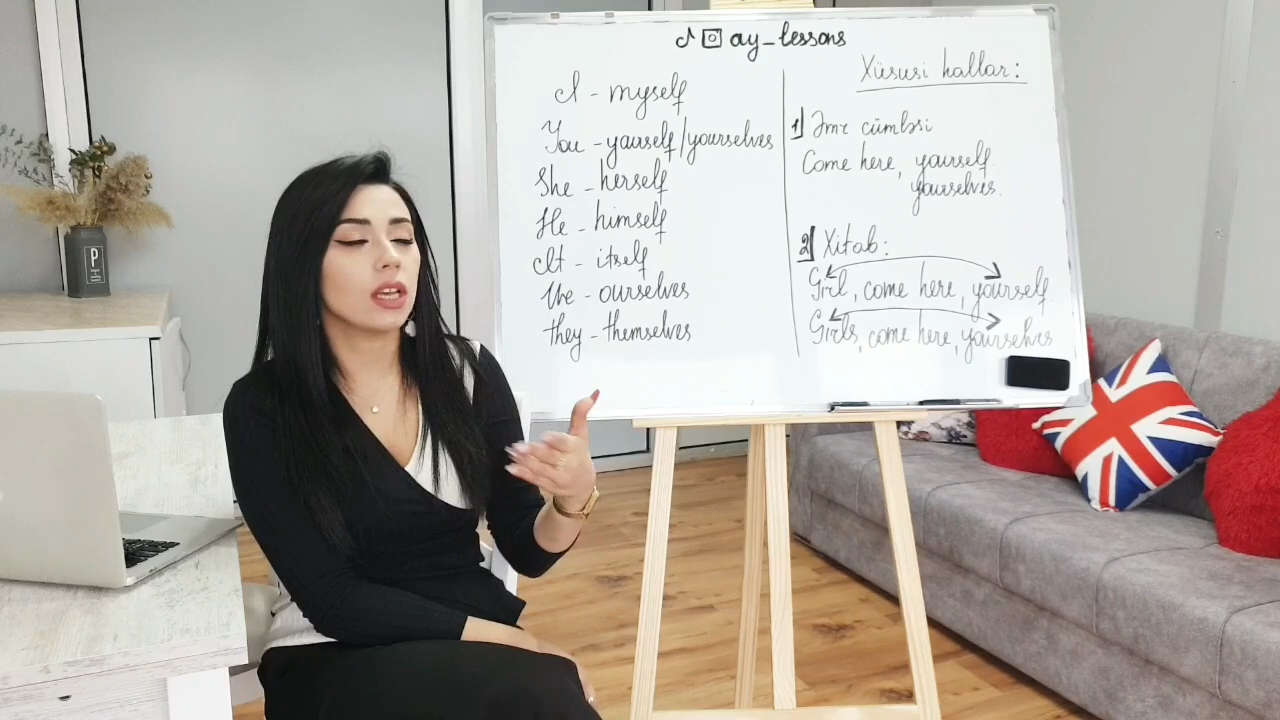 ay_lessons
I - myself
You - yourself/yourselves
She - herself
He - himself
It - itself
We - ourselves
they - themselves
Xüsusi hallar:
1] Əmr cümləsi
Come here, yourself.
yourselves.
2] Xitab:
Girl, come here, yourself.
Girls, come here, yourselves
P